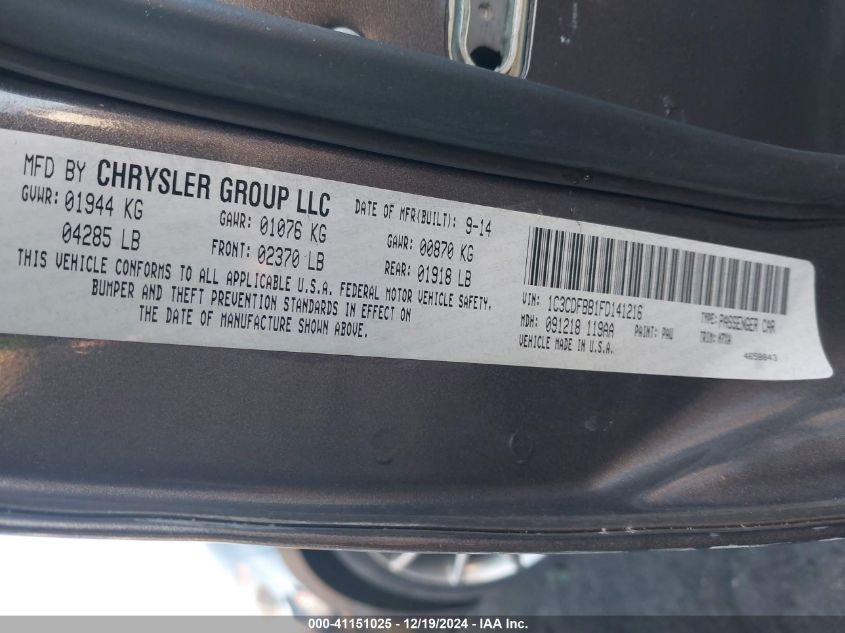 MFD BY CHRYSLER GROUP LLC DATE OF MFR(BUILT): 9-14
GVWR: 01944 KG GAWR: 01076 KG GAWR: 00870 KG
04285 LB FRONT: 02370 LB REAR: 01918 LB
THIS VEHICLE CONFORMS TO ALL APPLICABLE U.S.A. FEDERAL MOTOR VEHICLE SAFETY,
BUMPER AND THEFT PREVENTION STANDARDS IN EFFECT ON
THE DATE OF MANUFACTURE SHOWN ABOVE.
VIN: 1C3CDFBB1FD141216 TYPE: PASSENGER CAR
MDH: 091218 119AA PAINT: PAU TRIM:
VEHICLE MADE IN U.S.A. 4658843
000-41151025 - 12/19/2024 - IAA Inc.